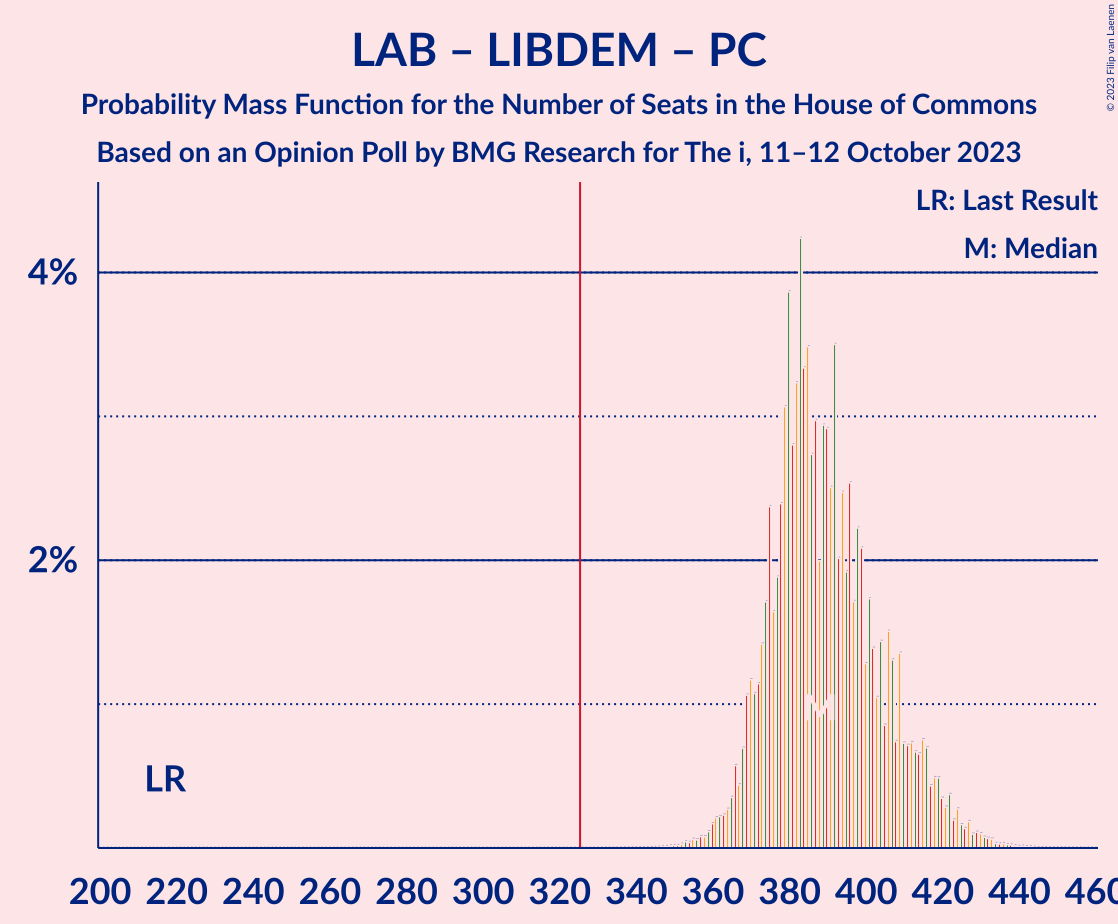 LAB – LIBDEM – PC
Probability Mass Function for the Number of Seats in the House of Commons
Based on an Opinion Poll by BMG Research for The i, 11–12 October 2023
© 2023 Filip van Laenen
LR: Last Result
M: Median
4%
2%
LR
M
200 220 240 260 280 300 320 340 360 380 400 420 440 460